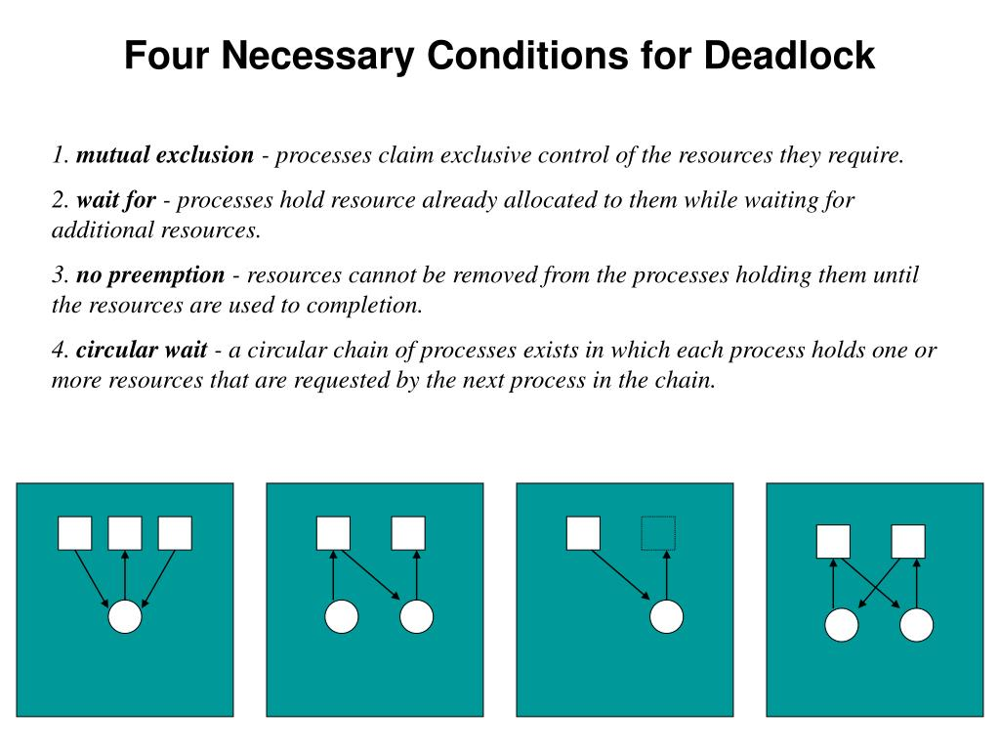 Four Necessary Conditions for Deadlock
1. mutual exclusion - processes claim exclusive control of the resources they require.
2. wait for - processes hold resource already allocated to them while waiting for
additional resources.
3. no preemption - resources cannot be removed from the processes holding them until
the resources are used to completion.
4. circular wait - a circular chain of processes exists in which each process holds one or
more resources that are requested by the next process in the chain.